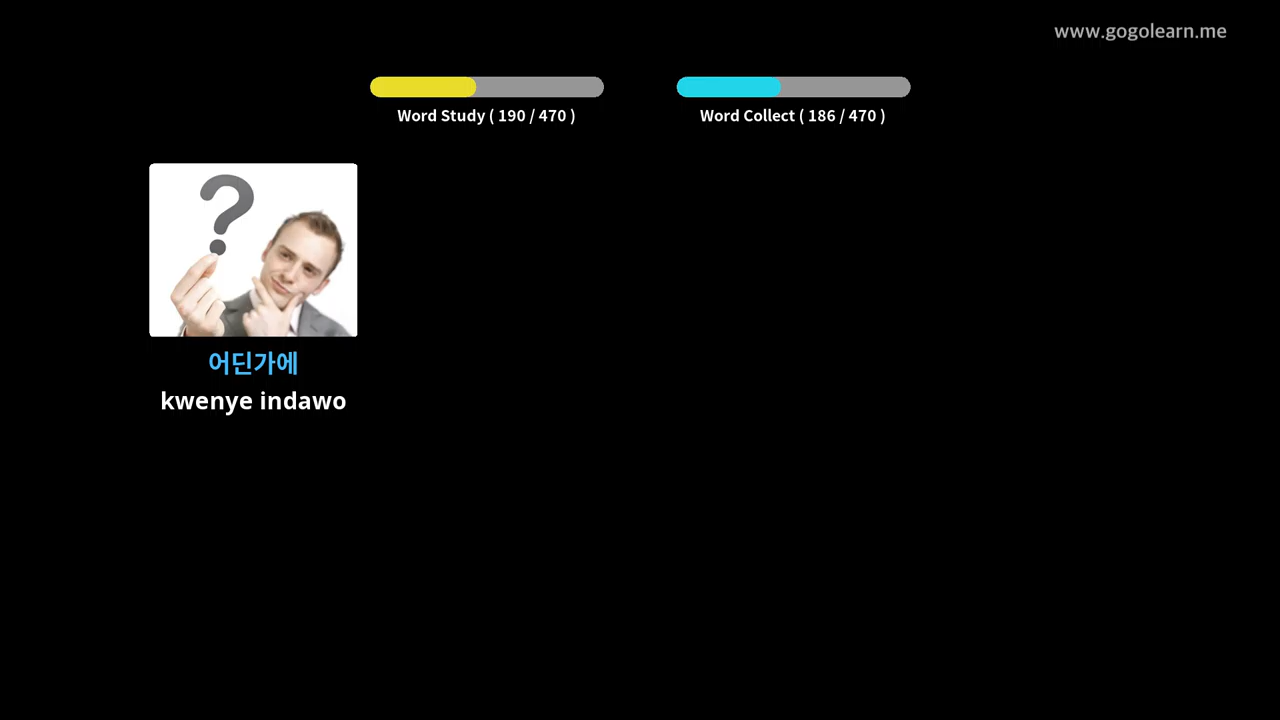 www.gogolearn.me
Word Study ( 190 / 470 )
Word Collect ( 186 / 470 )
?
어딘가에
kwenye indawo